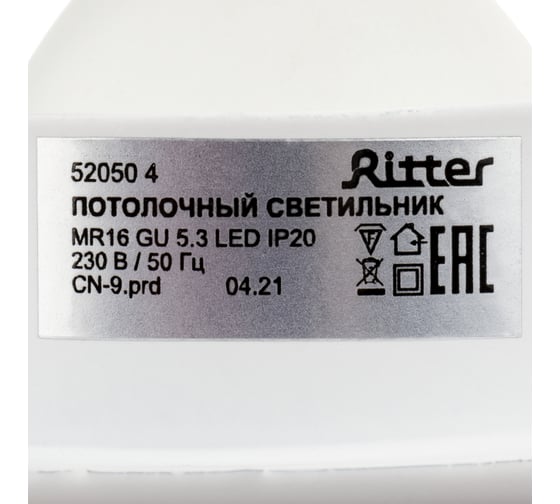 52050 4 Ritter
ПОТОЛОЧНЫЙ СВЕТИЛЬНИК
MR16 GU 5.3 LED IP20
230 В / 50 Гц
CN-9.prd 04.21
F
EAC